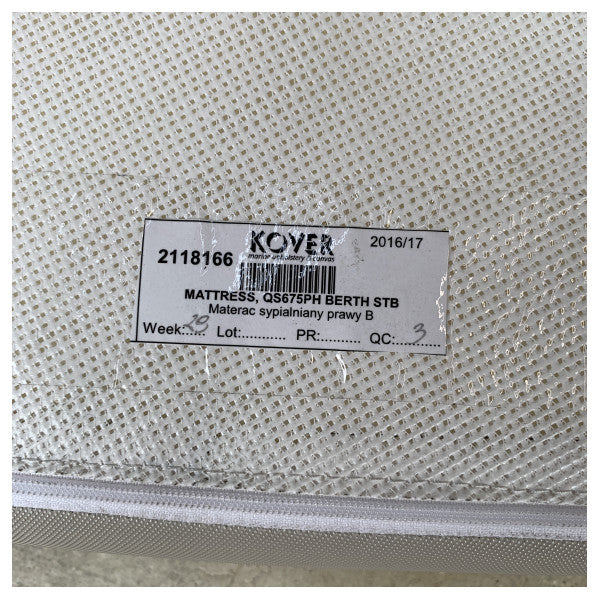 KOVER 2016/17
2118166 marine upholstery & canvas
MATTRESS, QS675PH BERTH STB
Materac sypialniany prawy B
Week:...29... Lot:............ PR:........... QC:....3........